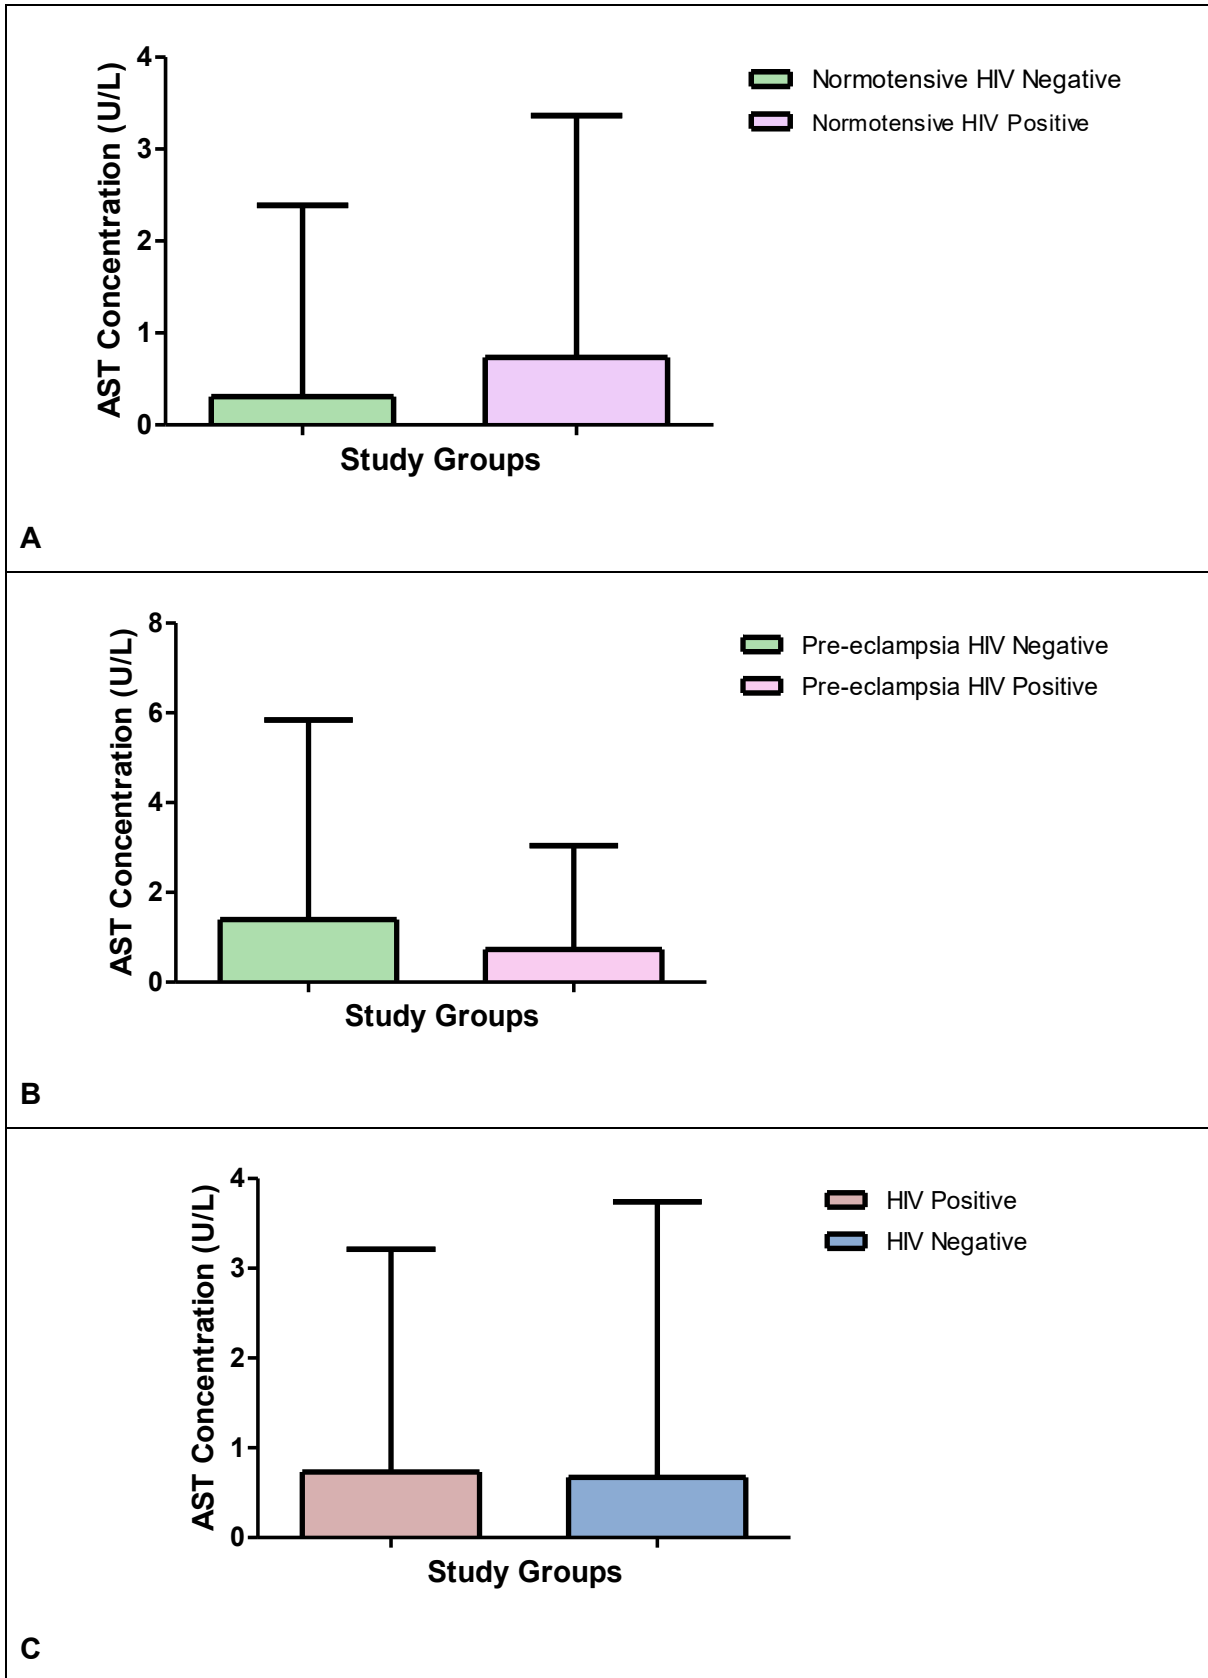 4
3
2
1
0
AST Concentration (U/L)
Study Groups
Normotensive HIV Negative
Normotensive HIV Positive
A
8
6
4
2
0
AST Concentration (U/L)
Study Groups
Pre-eclampsia HIV Negative
Pre-eclampsia HIV Positive
B
4
3
2
1
0
AST Concentration (U/L)
Study Groups
HIV Positive
HIV Negative
C